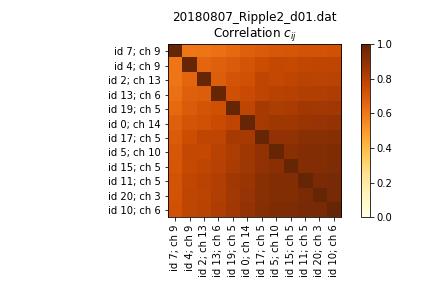 20180807_Ripple2_d01.dat
Correlation c_ij
id 7; ch 9
id 4; ch 9
id 2; ch 13
id 13; ch 6
id 19; ch 5
id 0; ch 14
id 17; ch 5
id 5; ch 10
id 15; ch 5
id 11; ch 5
id 20; ch 3
id 10; ch 6
id 7; ch 9
id 4; ch 9
id 2; ch 13
id 13; ch 6
id 19; ch 5
id 0; ch 14
id 17; ch 5
id 5; ch 10
id 15; ch 5
id 11; ch 5
id 20; ch 3
id 10; ch 6
1.0
0.8
0.6
0.4
0.2
0.0